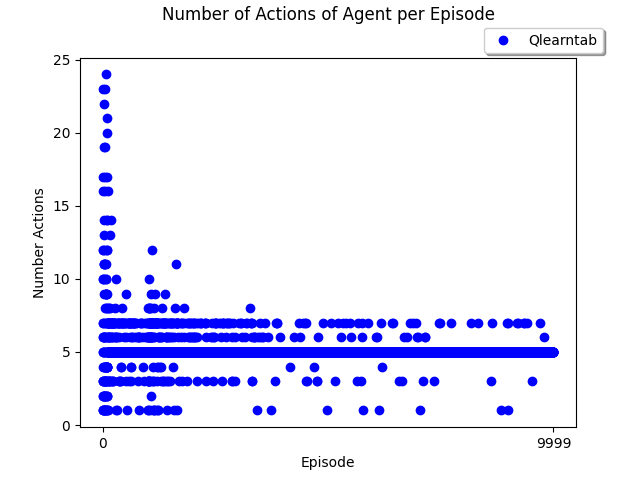 Number of Actions of Agent per Episode
Qlearntab
25
20
15
10
5
0
Number Actions
0 9999
Episode